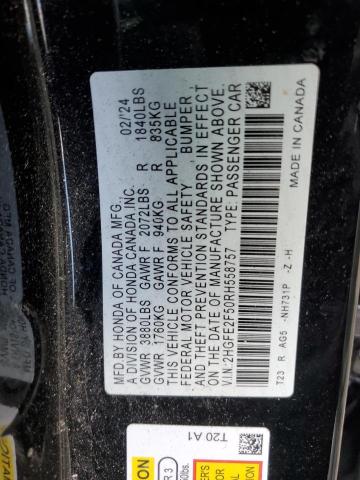 MFD BY HONDA OF CANADA MFG.
DIVISION OF HONDA CANADA INC. 02/'24
GVWR 3880LBS GAWR F 2072LBS R 1840LBS
GVWR 1760KG GAWR F 940KG R 835KG
THIS VEHICLE CONFORMS TO ALL APPLICABLE
FEDERAL MOTOR VEHICLE SAFETY, BUMPER,
AND THEFT PREVENTION STANDARDS IN EFFECT
ON THE DATE OF MANUFACTURE SHOWN ABOVE.
V.I.N.: 2HGFE2F50RH558757 TYPE: PASSENGER CAR
T23 R AG5 -NH731P -Z -H MADE IN CANADA
T20 A1
R 3